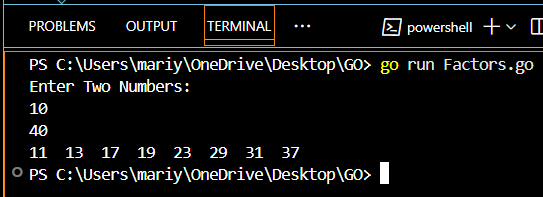 PROBLEMS OUTPUT TERMINAL ... powershell
PS C:\Users\mariy\OneDrive\Desktop\GO> go run Factors.go
Enter Two Numbers:
10
40
11 13 17 19 23 29 31 37
PS C:\Users\mariy\OneDrive\Desktop\GO>